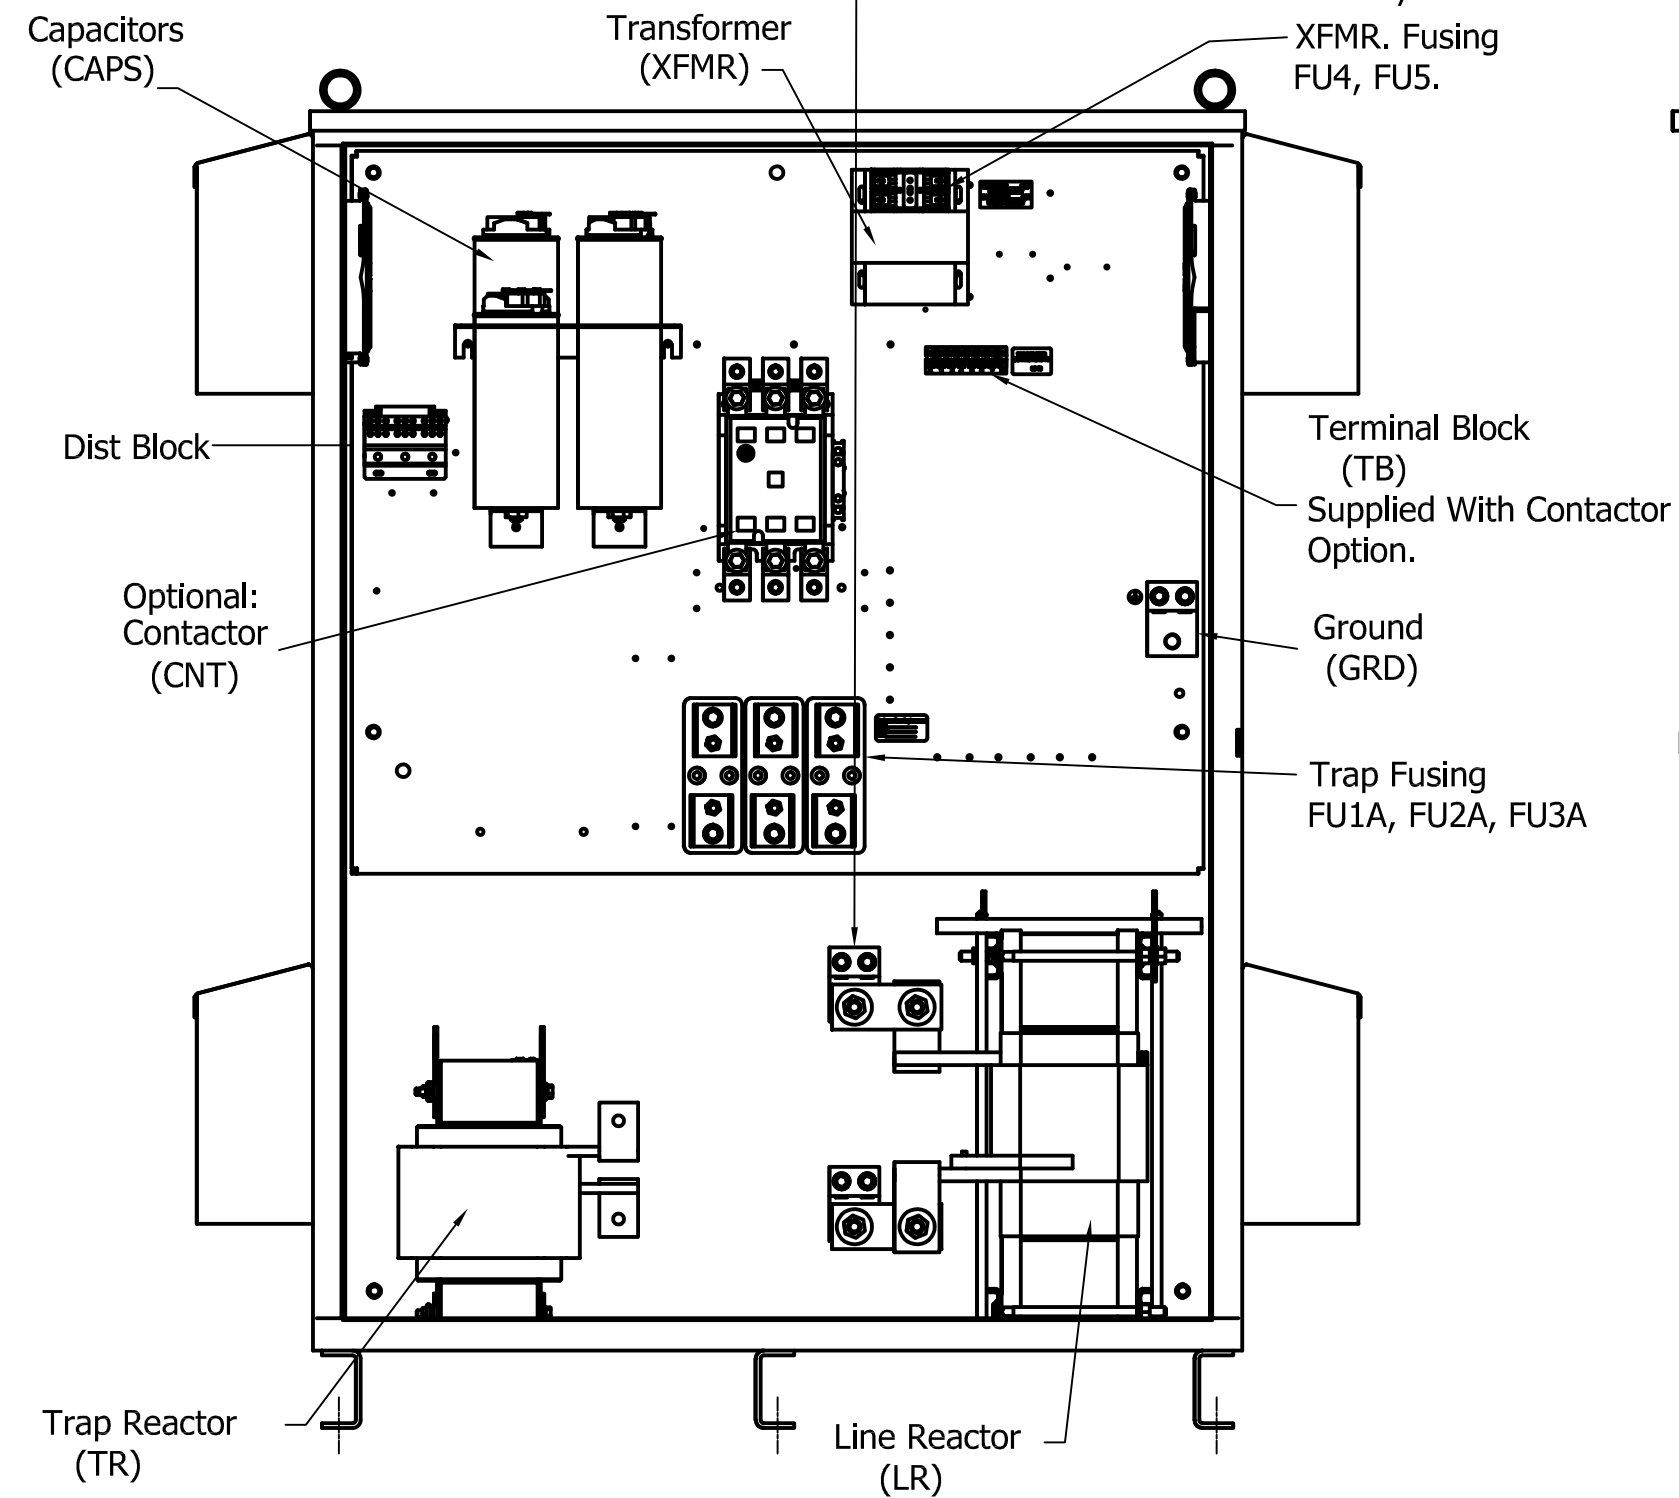 Capacitors
(CAPS)
Transformer
(XFMR)
XFMR. Fusing
FU4, FU5.
Dist Block
Terminal Block
(TB)
Supplied With Contactor
Option.
Optional:
Contactor
(CNT)
Ground
(GRD)
Trap Fusing
FU1A, FU2A, FU3A
Trap Reactor
(TR)
Line Reactor
(LR)